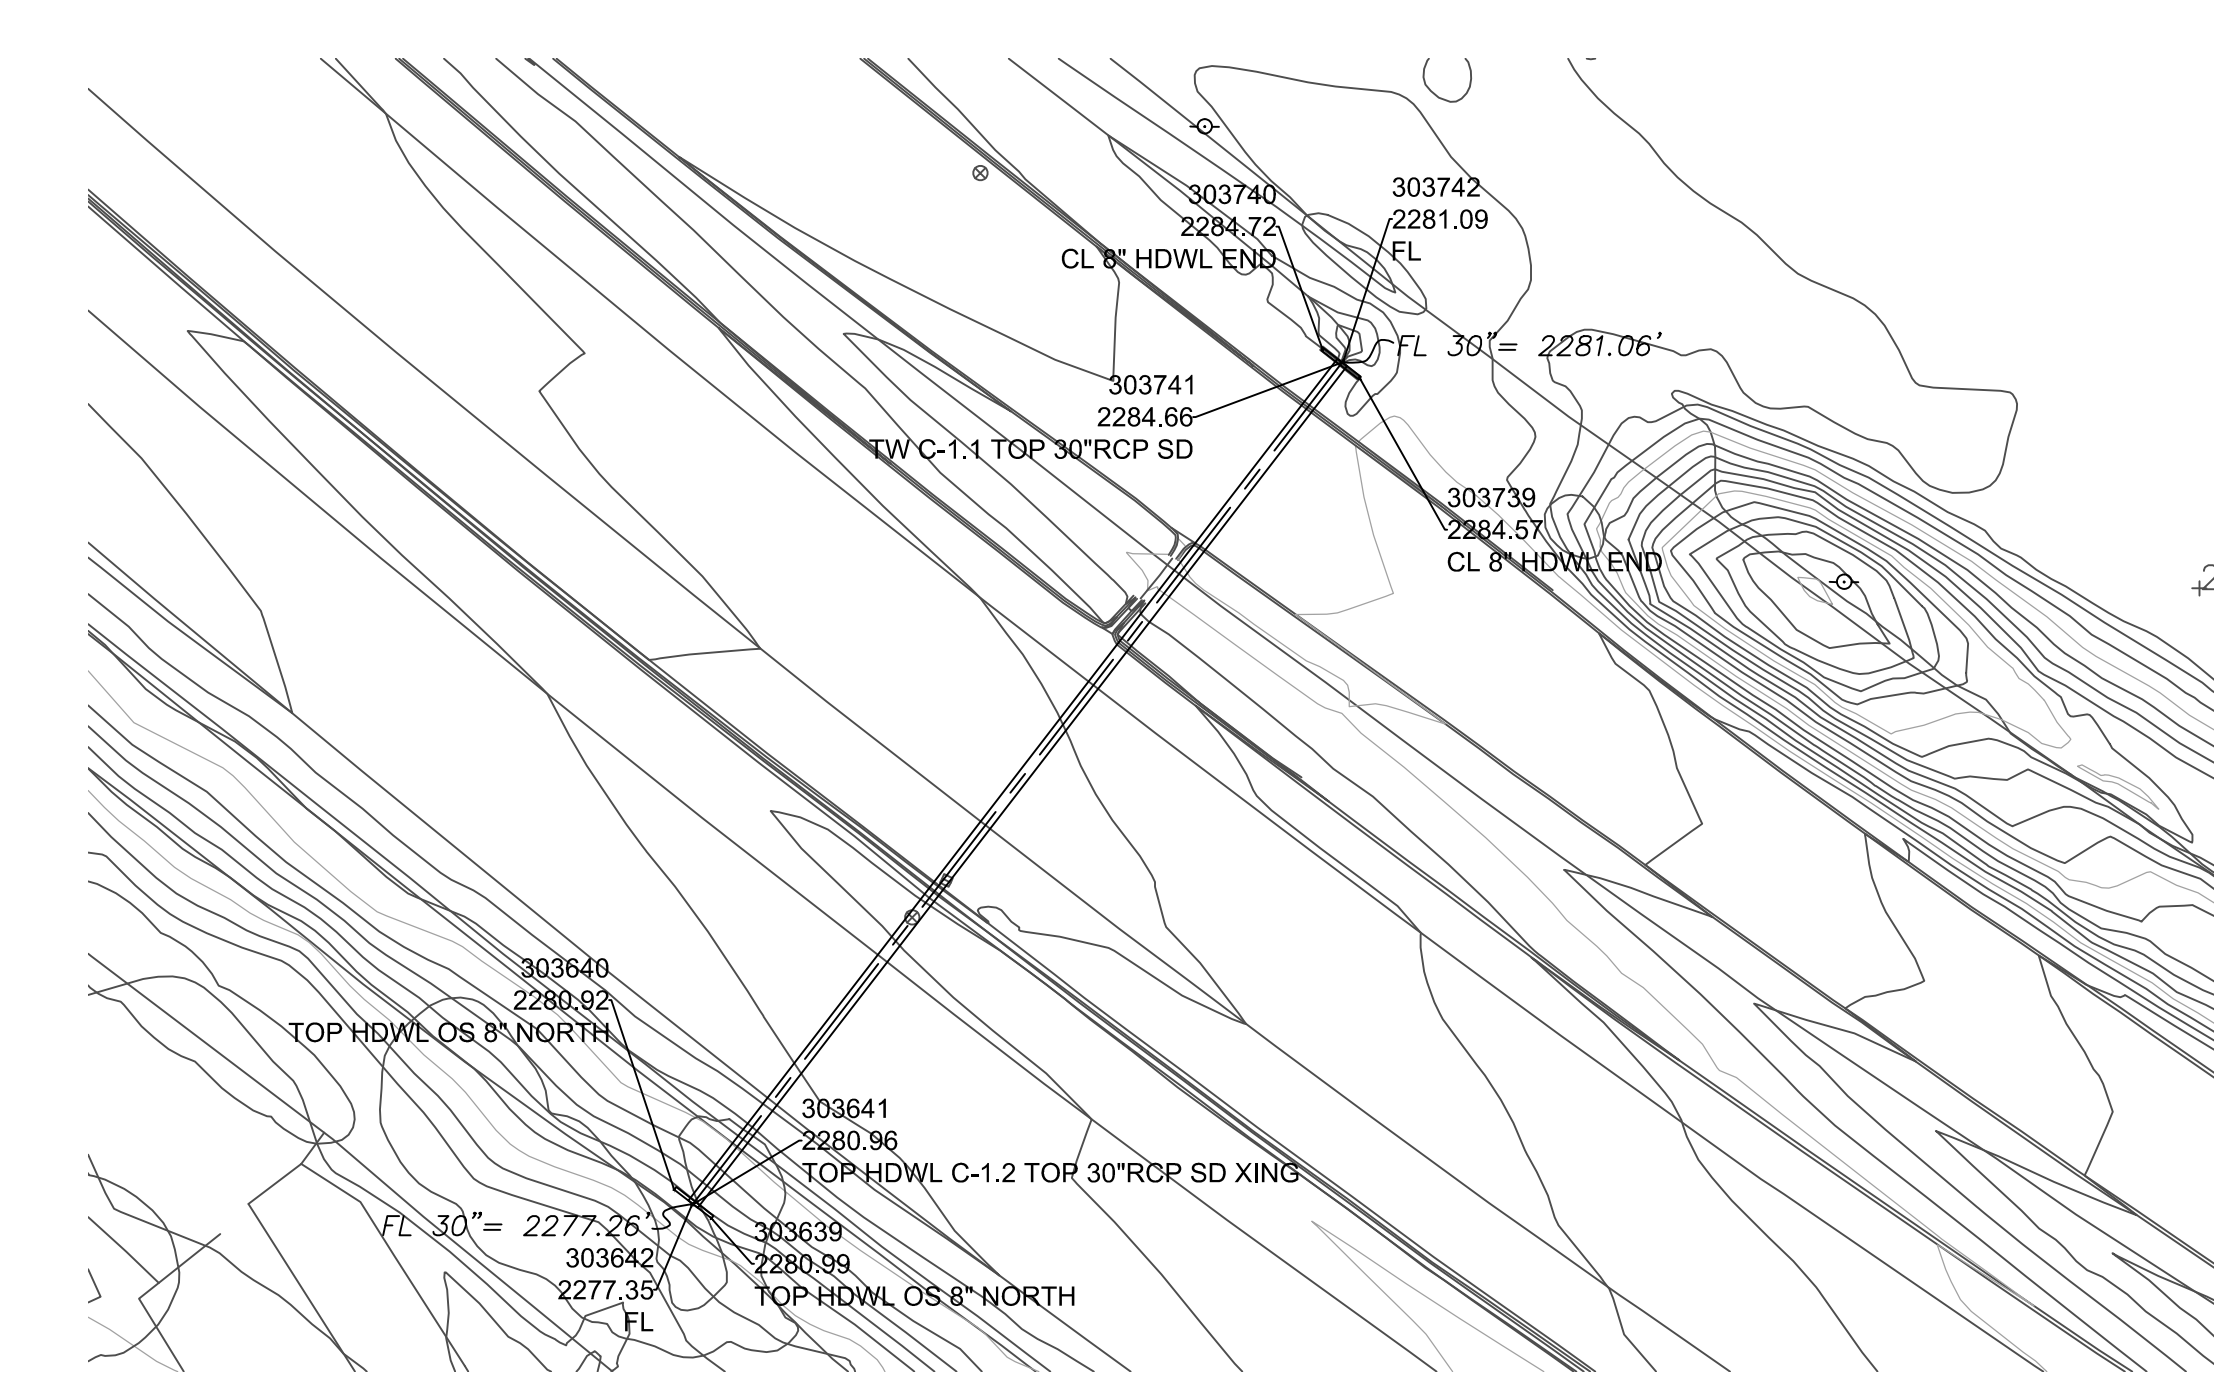 303740
2284.72
CL 8" HDWL END
303742
2281.09
FL
FL 30"= 2281.06'
303741
2284.66
TW C-1.1 TOP 30"RCP SD
303739
2284.57
CL 8" HDWL END
303640
2280.92
TOP HDWL OS 8" NORTH
303641
2280.96
TOP HDWL C-1.2 TOP 30"RCP SD XING
FL 30"= 2277.26'
303642
2277.35
FL
303639
2280.99
TOP HDWL OS 8" NORTH